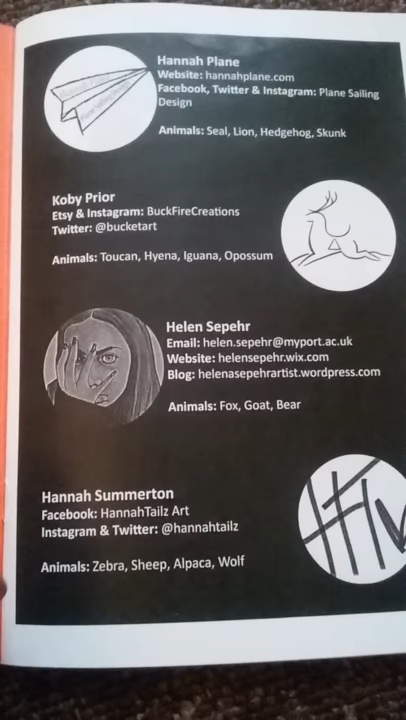 Hannah Plane
Website: hannahplane.com
Facebook, Twitter & Instagram: Plane Sailing
Design
Animals: Seal, Lion, Hedgehog, Skunk
Koby Prior
Etsy & Instagram: BuckFireCreations
Twitter: @bucketart
Animals: Toucan, Hyena, Iguana, Opossum
Helen Sepehr
Email: helen.sepehr@myport.ac.uk
Website: helensepehr.wix.com
Blog: helenasepehrartist.wordpress.com
Animals: Fox, Goat, Bear
Hannah Summerton
Facebook: HannahTailz Art
Instagram & Twitter: @hannahtailz
Animals: Zebra, Sheep, Alpaca, Wolf